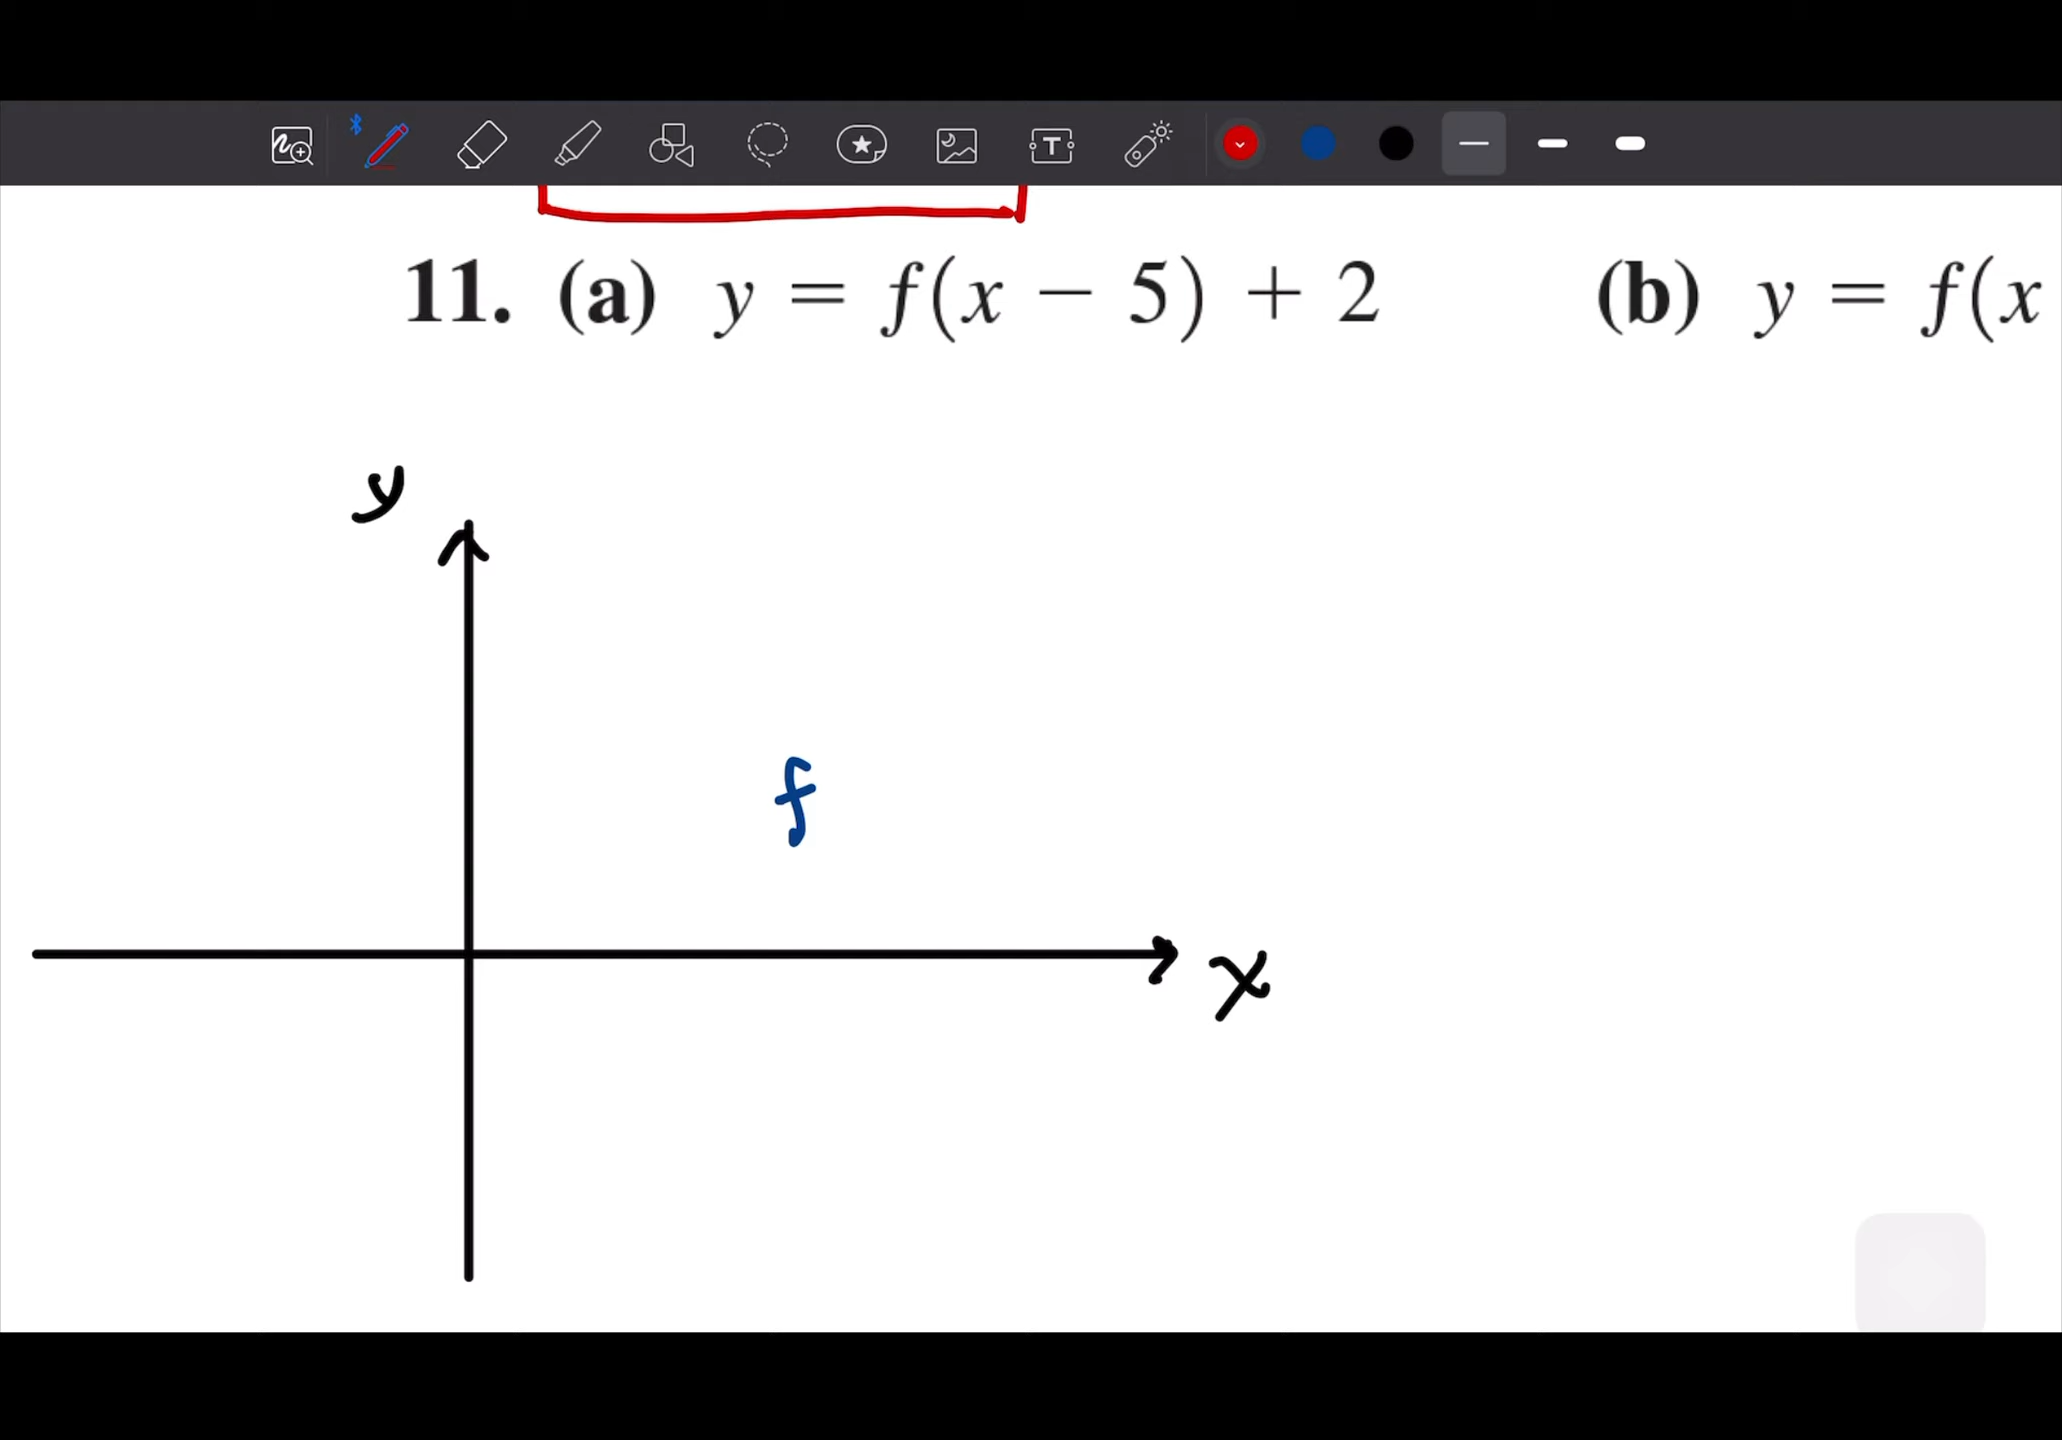 11. (a) y = f(x − 5) + 2 (b) y = f(x
y
f
x